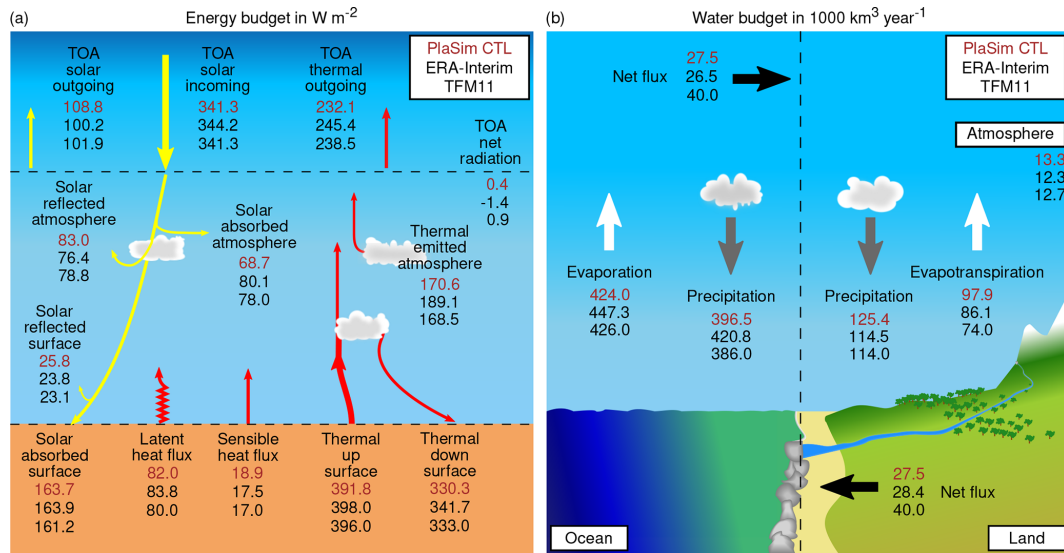 (a) Energy budget in W m⁻²
TOA
solar
outgoing
108.8
100.2
101.9
TOA
solar
incoming
341.3
344.2
341.3
TOA
thermal
outgoing
232.1
245.4
238.5
PlaSim CTL
ERA-Interim
TFM11
TOA
net
radiation
0.4
-1.4
0.9
Solar
reflected
atmosphere
83.0
76.4
78.8
Solar
absorbed
atmosphere
68.7
80.1
78.0
Thermal
emitted
atmosphere
170.6
189.1
168.5
Solar
reflected
surface
25.8
23.8
23.1
Solar
absorbed
surface
163.7
163.9
161.2
Latent
heat flux
82.0
83.8
80.0
Sensible
heat flux
18.9
17.5
17.0
Thermal
up
surface
391.8
398.0
396.0
Thermal
down
surface
330.3
341.7
333.0
(b) Water budget in 1000 km³ year⁻¹
Net flux
27.5
26.5
40.0
PlaSim CTL
ERA-Interim
TFM11
Atmosphere
13.3
12.3
12.7
Evaporation
424.0
447.3
426.0
Precipitation
396.5
420.8
386.0
Precipitation
125.4
114.5
114.0
Evapotranspiration
97.9
86.1
74.0
27.5
28.4
40.0
Net flux
Ocean
Land